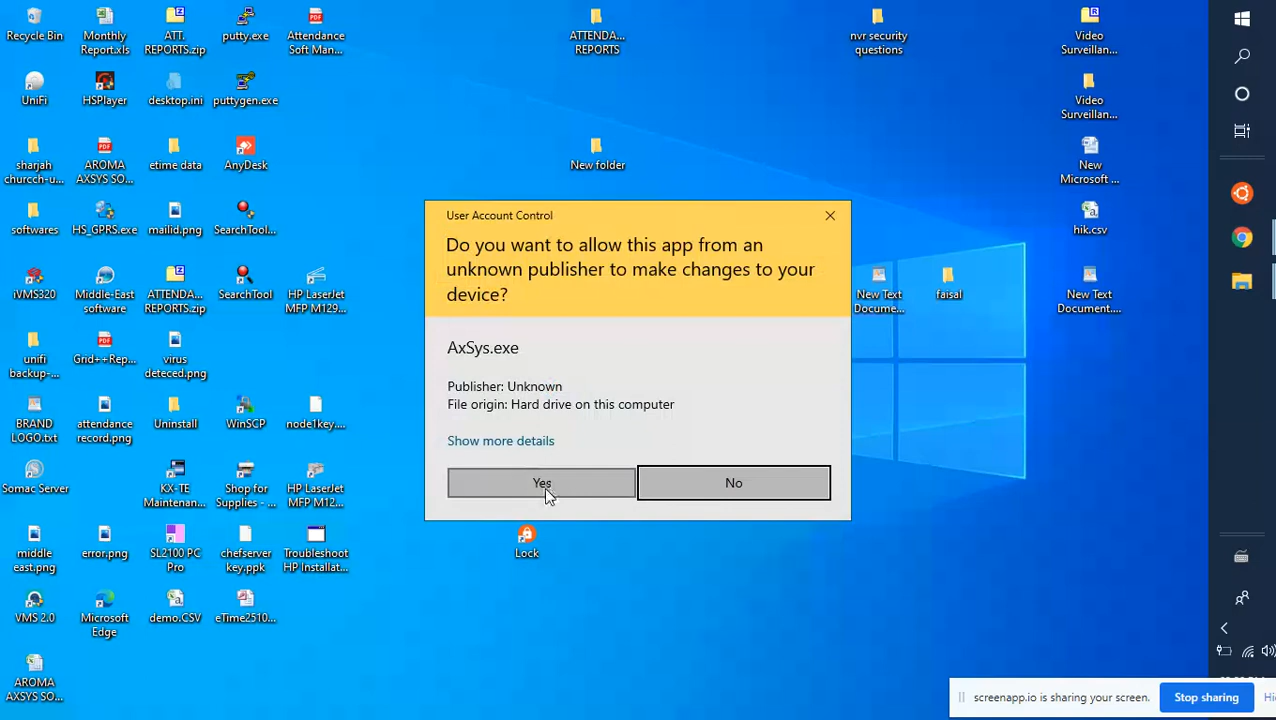 Recycle Bin
Monthly
Report.xls
ATT.
REPORTS.zip
putty.exe
Attendance
Soft Man...
ATTENDA...
REPORTS
nvr security
questions
Video
Surveillan...
UniFi
HSPlayer
desktop.ini
puttygen.exe
Video
Surveillan...
sharjah
churcch-u...
AROMA
AXSYS SO...
etime data
AnyDesk
New folder
New
Microsoft ...
softwares
HS_GPRS.exe
mailid.png
SearchTool...
hik.csv
iVMS320
Middle-East
software
ATTENDA...
REPORTS.zip
SearchTool
HP LaserJet
MFP M129...
New Text
Docume...
faisal
New Text
Document....
unifi
backup-...
Grid++Rep...
virus
deteced.png
BRAND
LOGO.txt
attendance
record.png
Uninstall
WinSCP
node1key....
Somac Server
KX-TE
Maintenan...
Shop for
Supplies - ...
HP LaserJet
MFP M12...
middle
east.png
error.png
SL2100 PC
Pro
chefserver
key.ppk
Troubleshoot
HP Installat...
Lock
VMS 2.0
Microsoft
Edge
demo.CSV
eTime2510...
AROMA
AXSYS SO...
User Account Control
Do you want to allow this app from an
unknown publisher to make changes to your
device?
AxSys.exe
Publisher: Unknown
File origin: Hard drive on this computer
Show more details
Yes
No
screenapp.io is sharing your screen.
Stop sharing